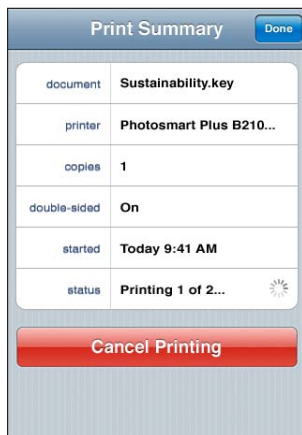 Print Summary Done
document Sustainability.key
printer Photosmart Plus B210...
copies 1
double-sided On
started Today 9:41 AM
status Printing 1 of 2...
Cancel Printing